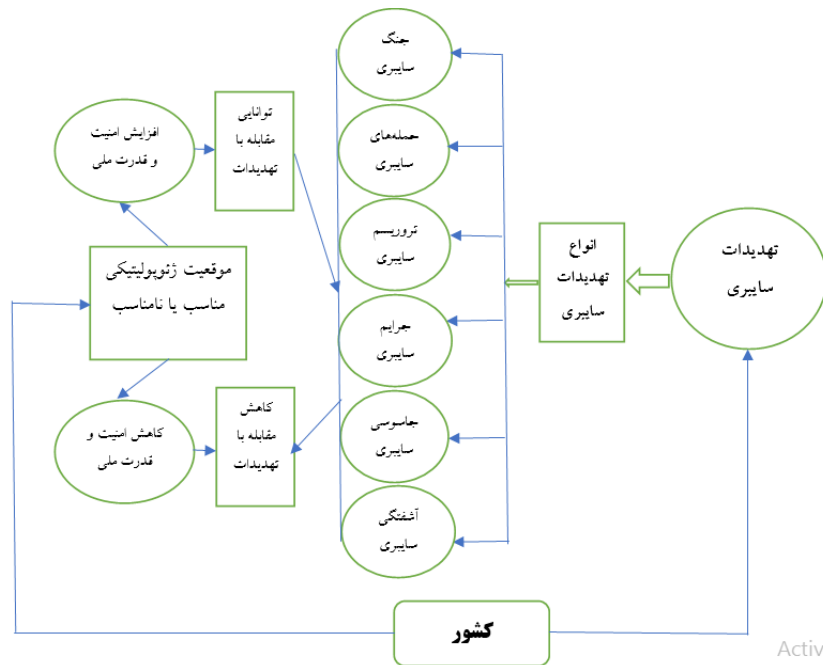 تهدیدات
سایبری
انواع
تهدیدات
سایبری
جنگ
سایبری
حمله‌های
سایبری
تروریسم
سایبری
جرایم
سایبری
جاسوسی
سایبری
آشفتگی
سایبری
توانایی
مقابله با
تهدیدات
افزایش امنیت
و قدرت ملی
موقعیت ژئوپولیتیکی
مناسب یا نامناسب
کاهش
مقابله با
تهدیدات
کاهش امنیت و
قدرت ملی
کشور
Activ